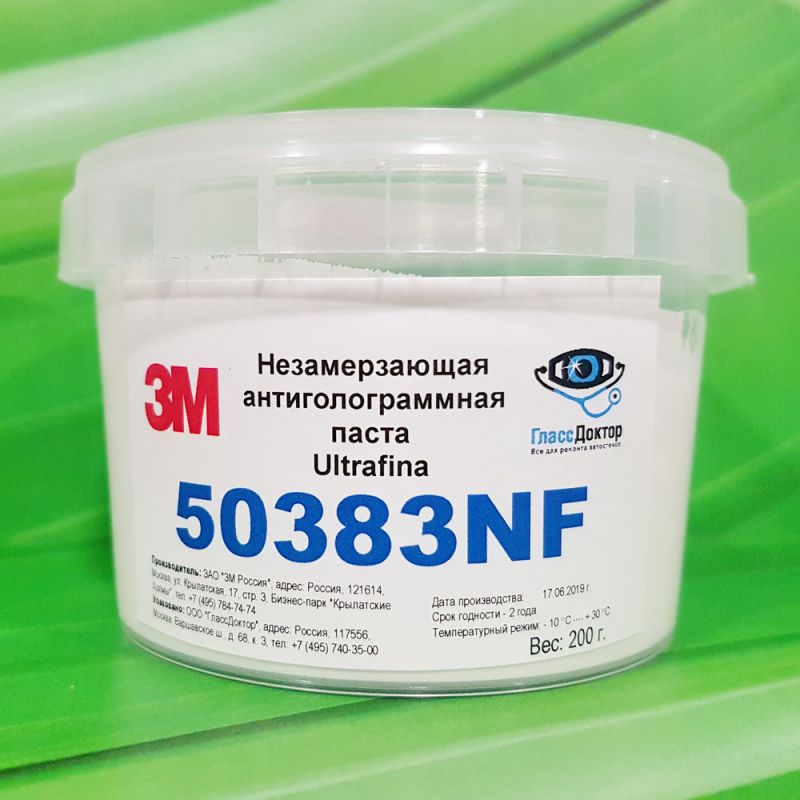 3M
Незамерзающая
антиголограммная
паста
Ultrafina
ГлассДоктор
Все для ремонта автостекол
50383NF
Производитель: ЗАО "3М Россия", адрес: Россия, 121614,
Москва, ул. Крылатская, 17, стр. 3. Бизнес-парк "Крылатские
Холмы" тел. +7 (495) 784-74-74
Упаковано: ООО "ГлассДоктор", адрес: Россия, 117556,
Москва, Варшавское ш., д. 68, к. 3, тел: +7 (495) 740-35-00
Дата производства: 17.06.2019 г.
Срок годности - 2 года
Температурный режим. - 10 °С .... + 30 °С
Вес: 200 г.